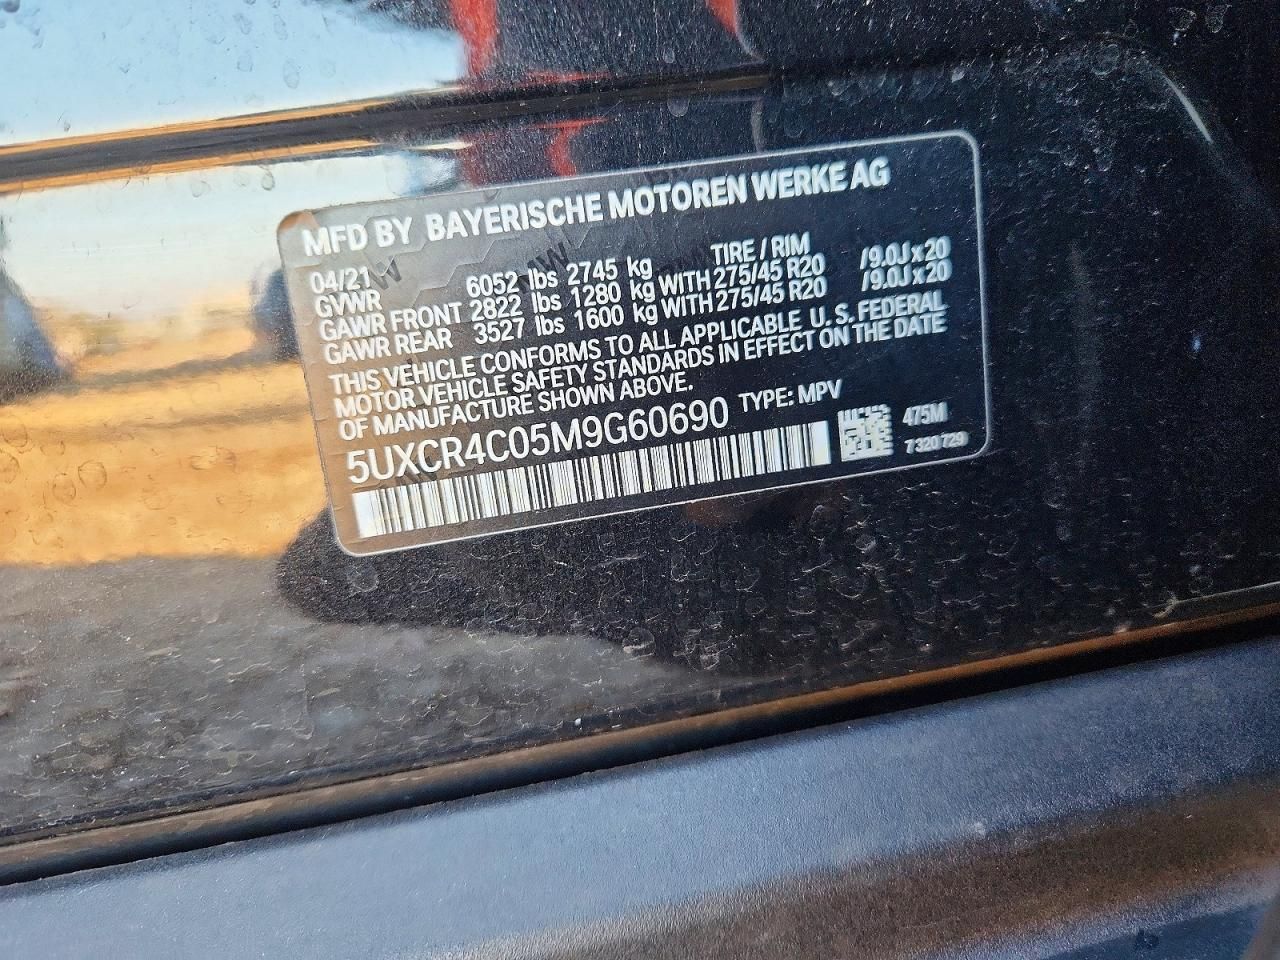 MFD BY BAYERISCHE MOTOREN WERKE AG
04/21 TIRE / RIM
GVWR 6052 lbs 2745 kg
GAWR FRONT 2822 lbs 1280 kg WITH 275/45 R20 /9.0J x 20
GAWR REAR 3527 lbs 1600 kg WITH 275/45 R20 /9.0J x 20
THIS VEHICLE CONFORMS TO ALL APPLICABLE U. S. FEDERAL
MOTOR VEHICLE SAFETY STANDARDS IN EFFECT ON THE DATE
OF MANUFACTURE SHOWN ABOVE.
5UXCR4C05M9G60690 TYPE: MPV
475M
7 320 729